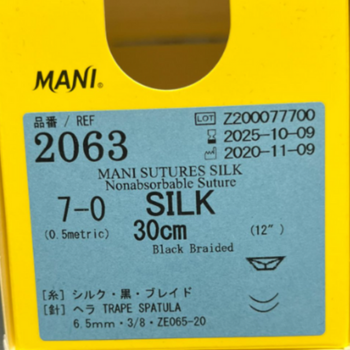 MANI®
品番 / REF
2063
LOT Z200077700
2025-10-09
2020-11-09
MANI SUTURES SILK
Nonabsorbable Suture
7-0 SILK
(0.5metric) 30cm (12")
Black Braided
[糸] シルク・黒・ブレイド
[針] ヘラ TRAPE SPATULA
6.5mm・3/8・ZE065-20